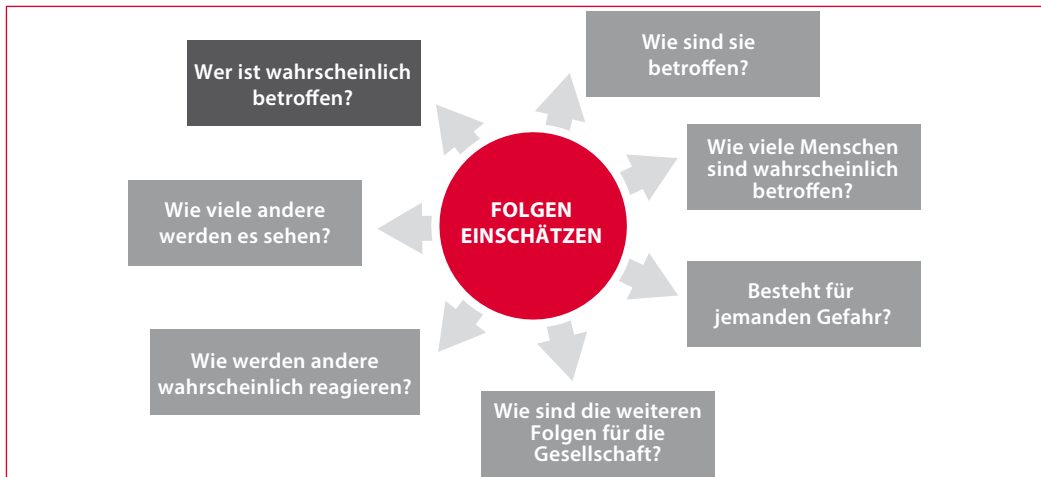 Wer ist wahrscheinlich
betroffen?
Wie sind sie
betroffen?
Wie viele Menschen
sind wahrscheinlich
betroffen?
Besteht für
jemanden Gefahr?
Wie sind die weiteren
Folgen für die
Gesellschaft?
Wie werden andere
wahrscheinlich reagieren?
Wie viele andere
werden es sehen?
FOLGEN
EINSCHÄTZEN